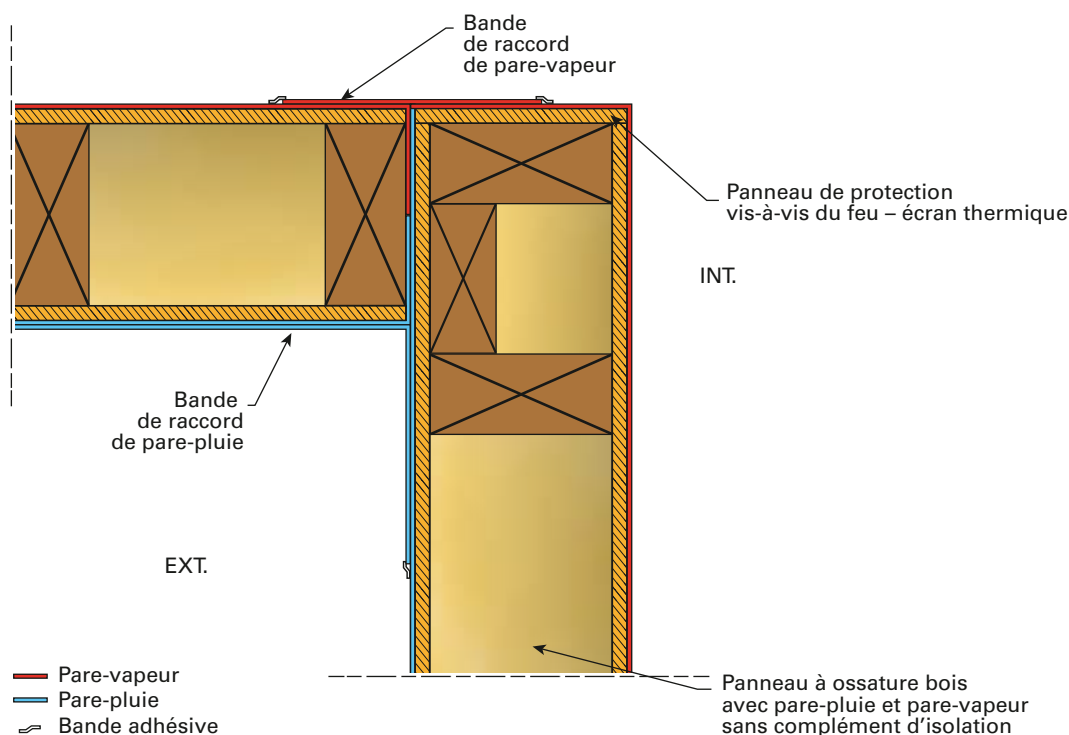 Bande
de raccord
de pare-vapeur
Panneau de protection
vis-à-vis du feu – écran thermique
INT.
Bande
de raccord
de pare-pluie
EXT.
Pare-vapeur
Pare-pluie
Bande adhésive
Panneau à ossature bois
avec pare-pluie et pare-vapeur
sans complément d'isolation